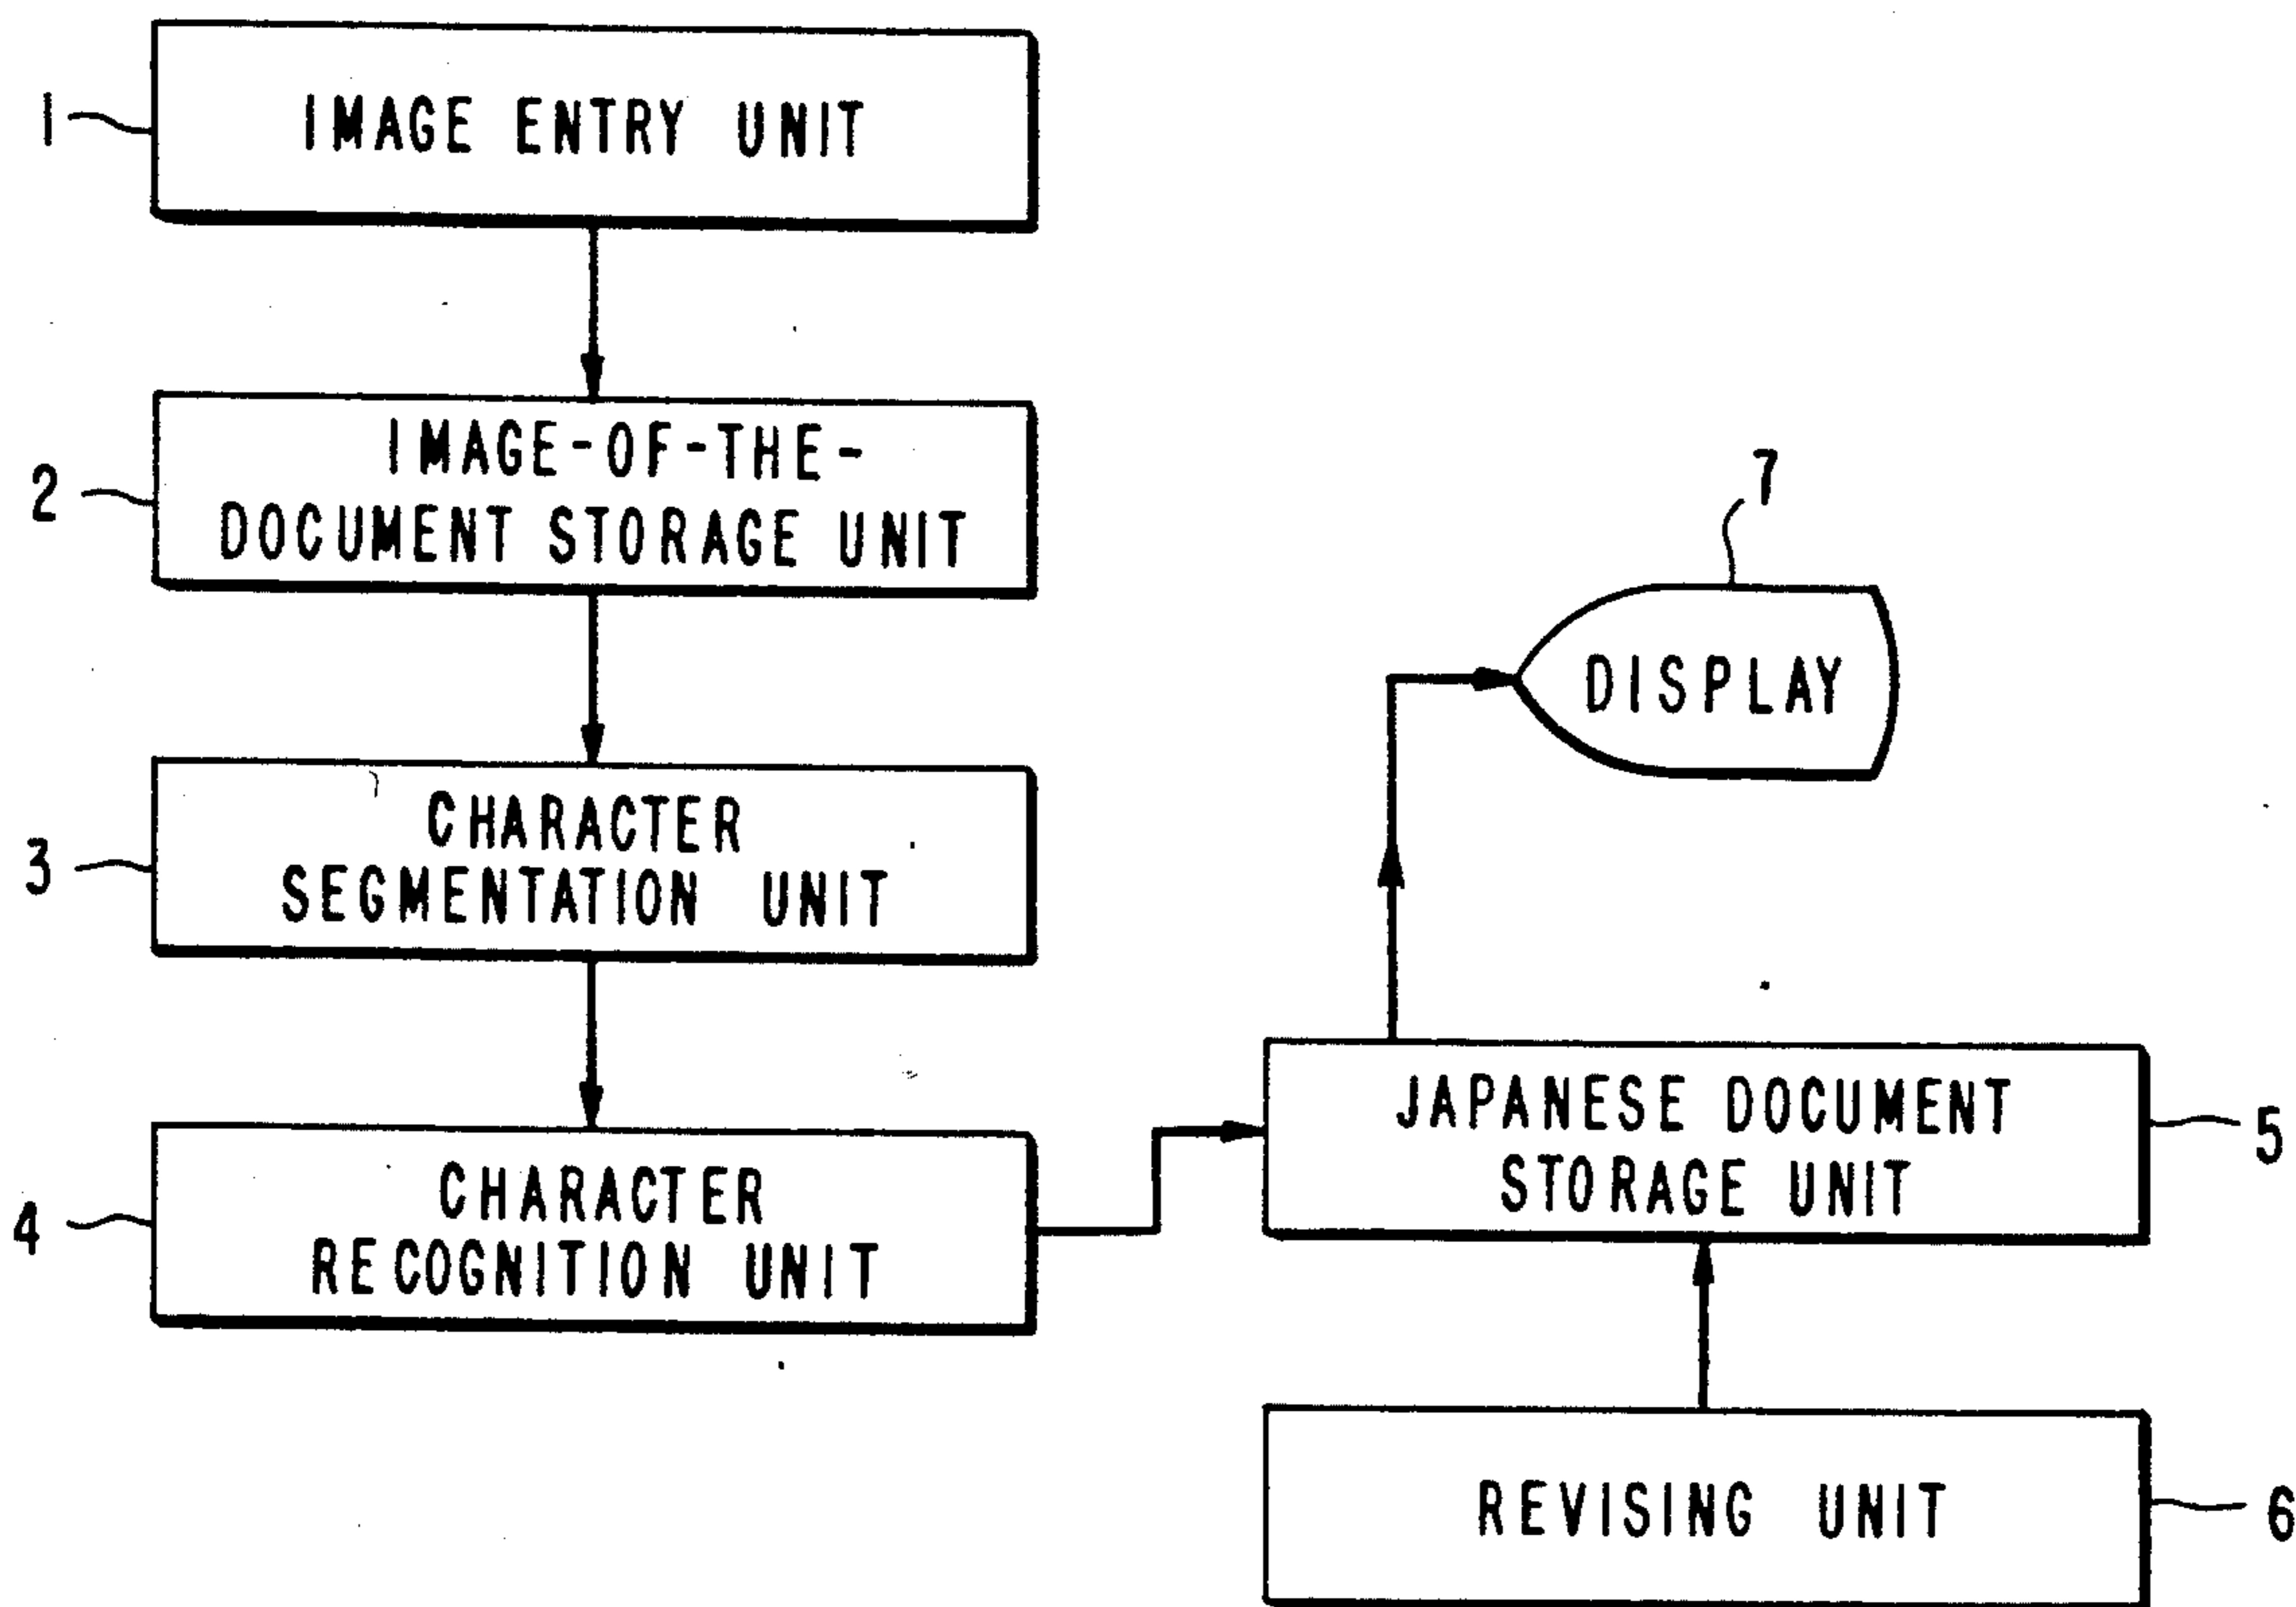 1
IMAGE ENTRY UNIT
2
IMAGE-OF-THE-
DOCUMENT STORAGE UNIT
3
CHARACTER
SEGMENTATION UNIT
4
CHARACTER
RECOGNITION UNIT
7
DISPLAY
JAPANESE DOCUMENT
STORAGE UNIT
5
REVISING UNIT
6